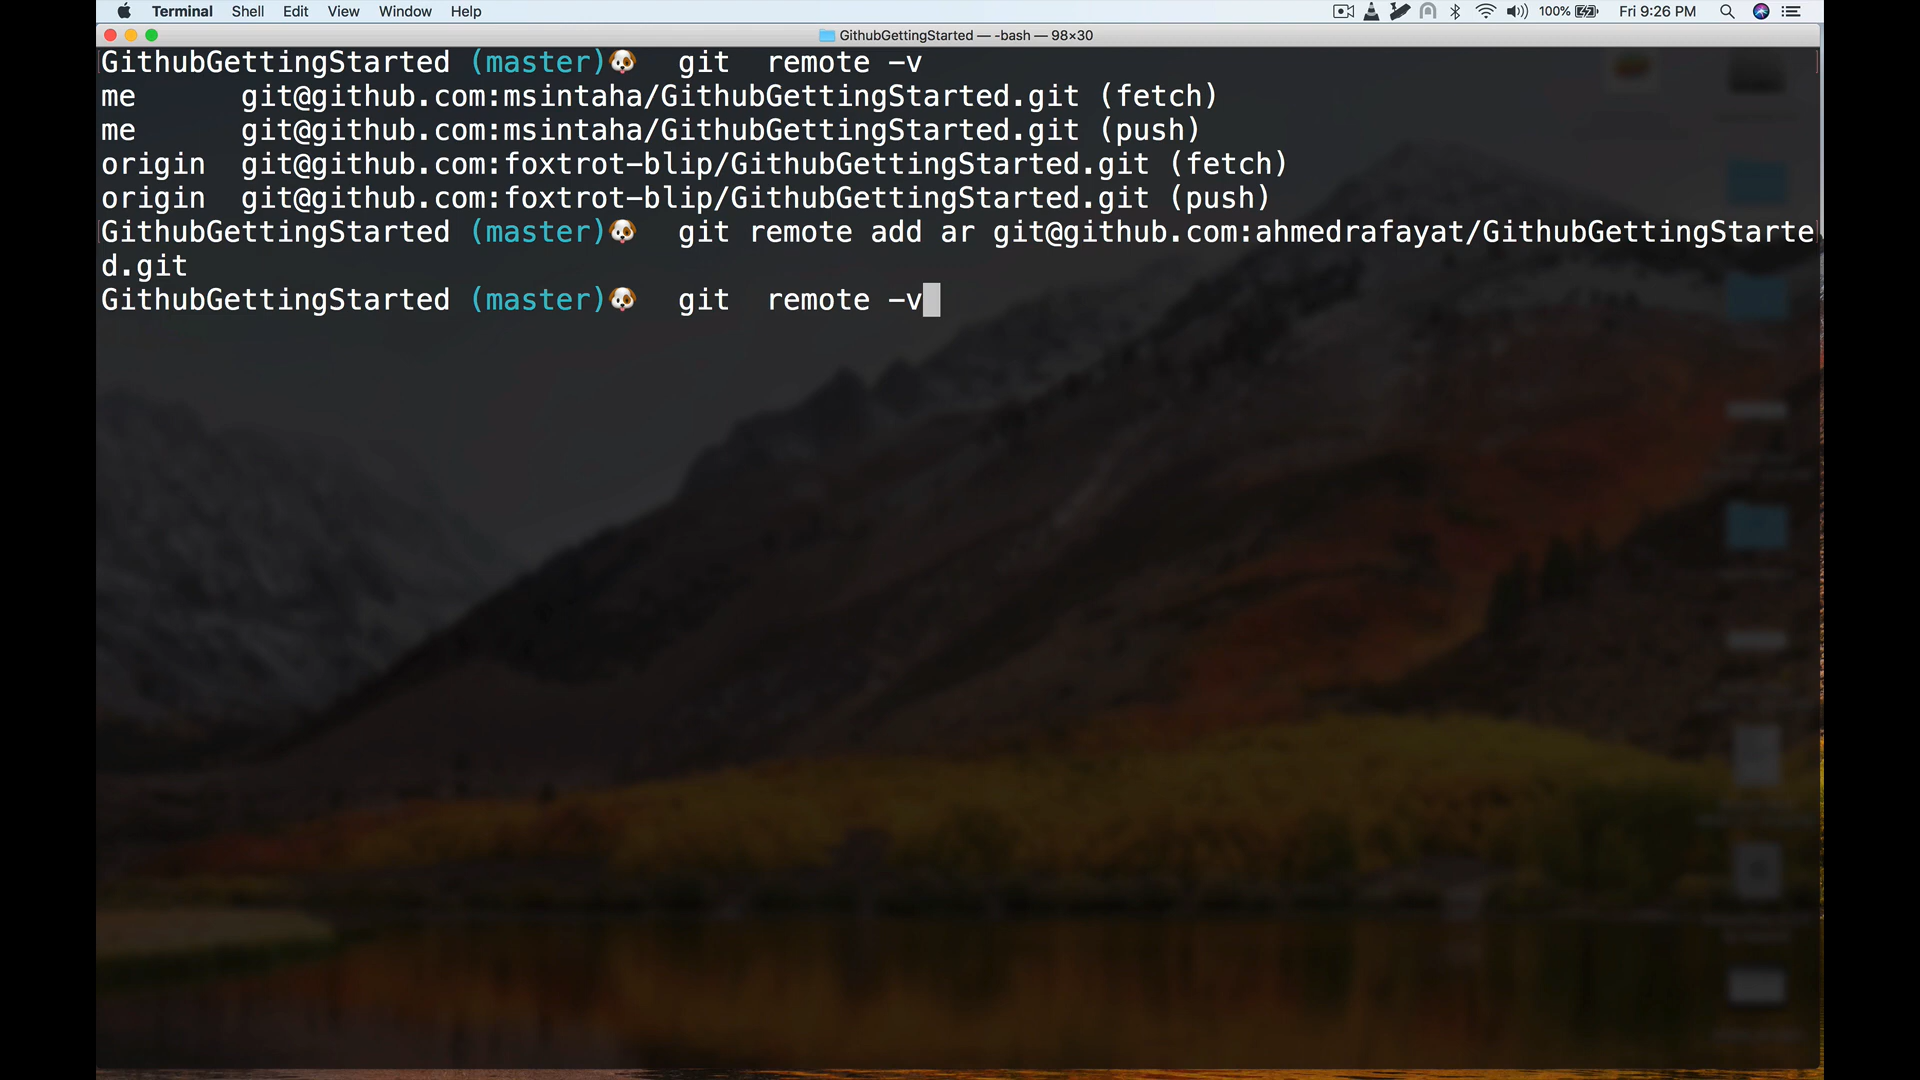 Terminal Shell Edit View Window Help 100% Fri 9:26 PM
GithubGettingStarted — -bash — 98×30
GithubGettingStarted (master)🐶 git remote -v
me git@github.com:msintaha/GithubGettingStarted.git (fetch)
me git@github.com:msintaha/GithubGettingStarted.git (push)
origin git@github.com:foxtrot-blip/GithubGettingStarted.git (fetch)
origin git@github.com:foxtrot-blip/GithubGettingStarted.git (push)
GithubGettingStarted (master)🐶 git remote add ar git@github.com:ahmedrafayat/GithubGettingStarte
d.git
GithubGettingStarted (master)🐶 git remote -v